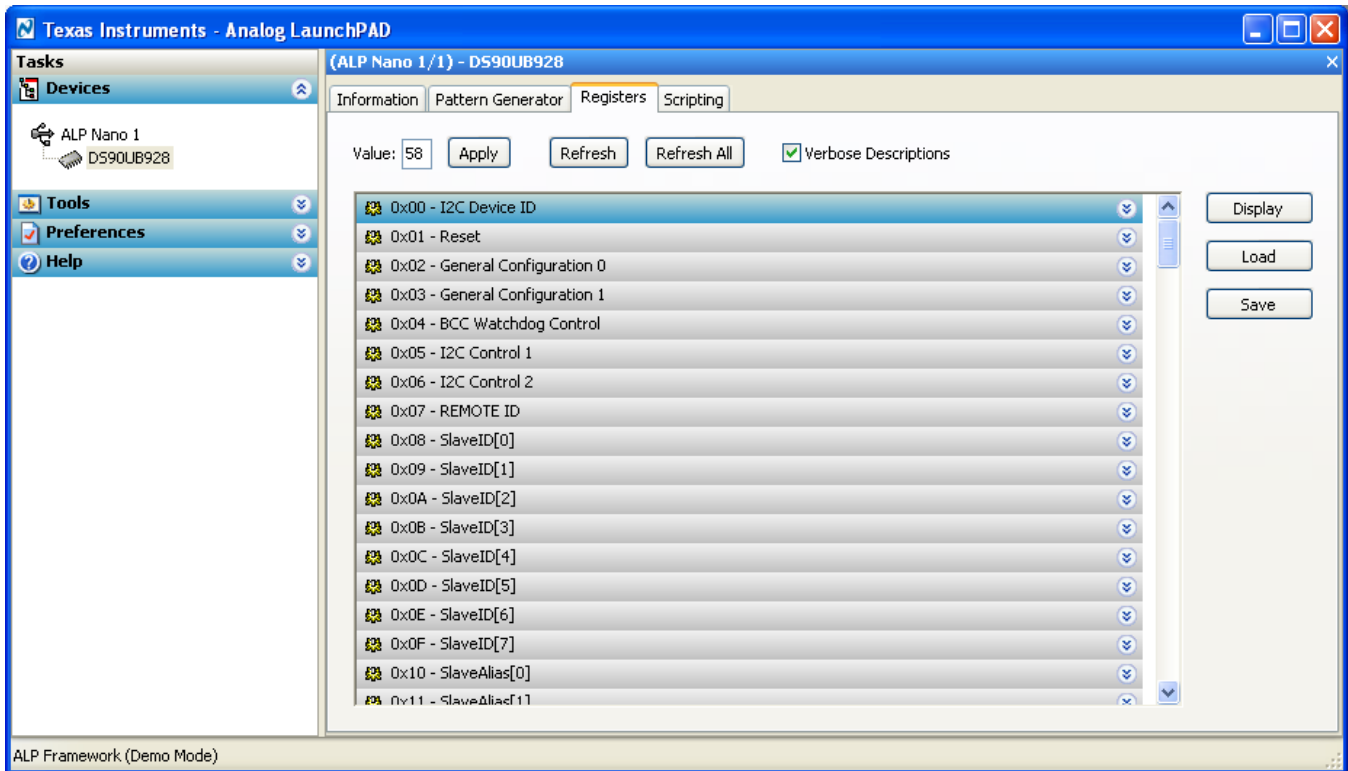 Texas Instruments - Analog LaunchPAD
Tasks
Devices
ALP Nano 1
DS90UB928
Tools
Preferences
Help
(ALP Nano 1/1) - DS90UB928
Information Pattern Generator Registers Scripting
Value: 58 Apply Refresh Refresh All Verbose Descriptions
0x00 - I2C Device ID
0x01 - Reset
0x02 - General Configuration 0
0x03 - General Configuration 1
0x04 - BCC Watchdog Control
0x05 - I2C Control 1
0x06 - I2C Control 2
0x07 - REMOTE ID
0x08 - SlaveID[0]
0x09 - SlaveID[1]
0x0A - SlaveID[2]
0x0B - SlaveID[3]
0x0C - SlaveID[4]
0x0D - SlaveID[5]
0x0E - SlaveID[6]
0x0F - SlaveID[7]
0x10 - SlaveAlias[0]
0x11 - SlaveAlias[1]
Display
Load
Save
ALP Framework (Demo Mode)